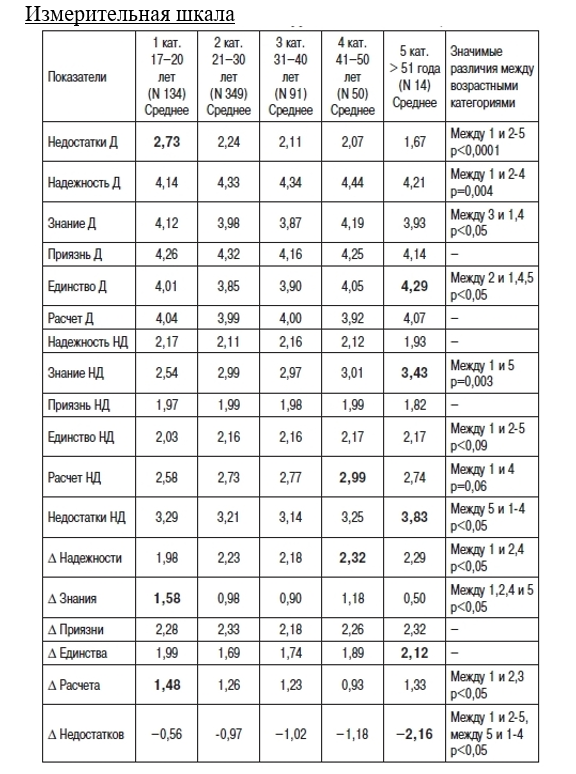 Измерительная шкала
Показатели | 1 кат. 17–20 лет (N 134) Среднее | 2 кат. 21–30 лет (N 349) Среднее | 3 кат. 31–40 лет (N 91) Среднее | 4 кат. 41–50 лет (N 50) Среднее | 5 кат. > 51 года (N 14) Среднее | Значимые различия между возрастными категориями
Недостатки Д | 2,73 | 2,24 | 2,11 | 2,07 | 1,67 | Между 1 и 2-5 p<0,0001
Надежность Д | 4,14 | 4,33 | 4,34 | 4,44 | 4,21 | Между 1 и 2-4 p=0,004
Знание Д | 4,12 | 3,98 | 3,87 | 4,19 | 3,93 | Между 3 и 1,4 p<0,05
Приязнь Д | 4,26 | 4,32 | 4,16 | 4,25 | 4,14 | –
Единство Д | 4,01 | 3,85 | 3,90 | 4,05 | 4,29 | Между 2 и 1,4,5 p<0,05
Расчет Д | 4,04 | 3,99 | 4,00 | 3,92 | 4,07 | –
Надежность НД | 2,17 | 2,11 | 2,16 | 2,12 | 1,93 | –
Знание НД | 2,54 | 2,99 | 2,97 | 3,01 | 3,43 | Между 1 и 5 p=0,003
Приязнь НД | 1,97 | 1,99 | 1,98 | 1,99 | 1,82 | –
Единство НД | 2,03 | 2,16 | 2,16 | 2,17 | 2,17 | Между 1 и 2-5 p<0,09
Расчет НД | 2,58 | 2,73 | 2,77 | 2,99 | 2,74 | Между 1 и 4 p=0,06
Недостатки НД | 3,29 | 3,21 | 3,14 | 3,25 | 3,83 | Между 5 и 1-4 p<0,05
Δ Надежности | 1,98 | 2,23 | 2,18 | 2,32 | 2,29 | Между 1 и 2,4 p<0,05
Δ Знания | 1,58 | 0,98 | 0,90 | 1,18 | 0,50 | Между 1,2,4 и 5 p<0,05
Δ Приязни | 2,28 | 2,33 | 2,18 | 2,26 | 2,32 | –
Δ Единства | 1,99 | 1,69 | 1,74 | 1,89 | 2,12 | –
Δ Расчета | 1,48 | 1,26 | 1,23 | 0,93 | 1,33 | Между 1 и 2,3 p<0,05
Δ Недостатков | –0,56 | -0,97 | –1,02 | –1,18 | –2,16 | Между 1 и 2-5, между 5 и 1-4 p<0,05